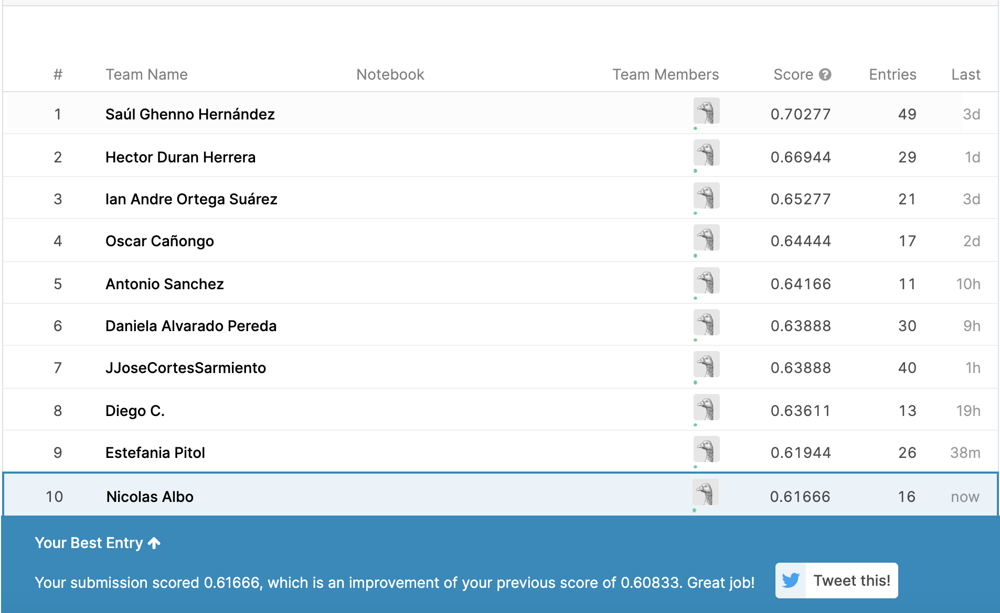 # Team Name Notebook Team Members Score ? Entries Last
1 Saúl Ghenno Hernández 0.70277 49 3d
2 Hector Duran Herrera 0.66944 29 1d
3 Ian Andre Ortega Suárez 0.65277 21 3d
4 Oscar Cañongo 0.64444 17 2d
5 Antonio Sanchez 0.64166 11 10h
6 Daniela Alvarado Pereda 0.63888 30 9h
7 JJoseCortesSarmiento 0.63888 40 1h
8 Diego C. 0.63611 13 19h
9 Estefania Pitol 0.61944 26 38m
10 Nicolas Albo 0.61666 16 now
Your Best Entry
Your submission scored 0.61666, which is an improvement of your previous score of 0.60833. Great job! Tweet this!